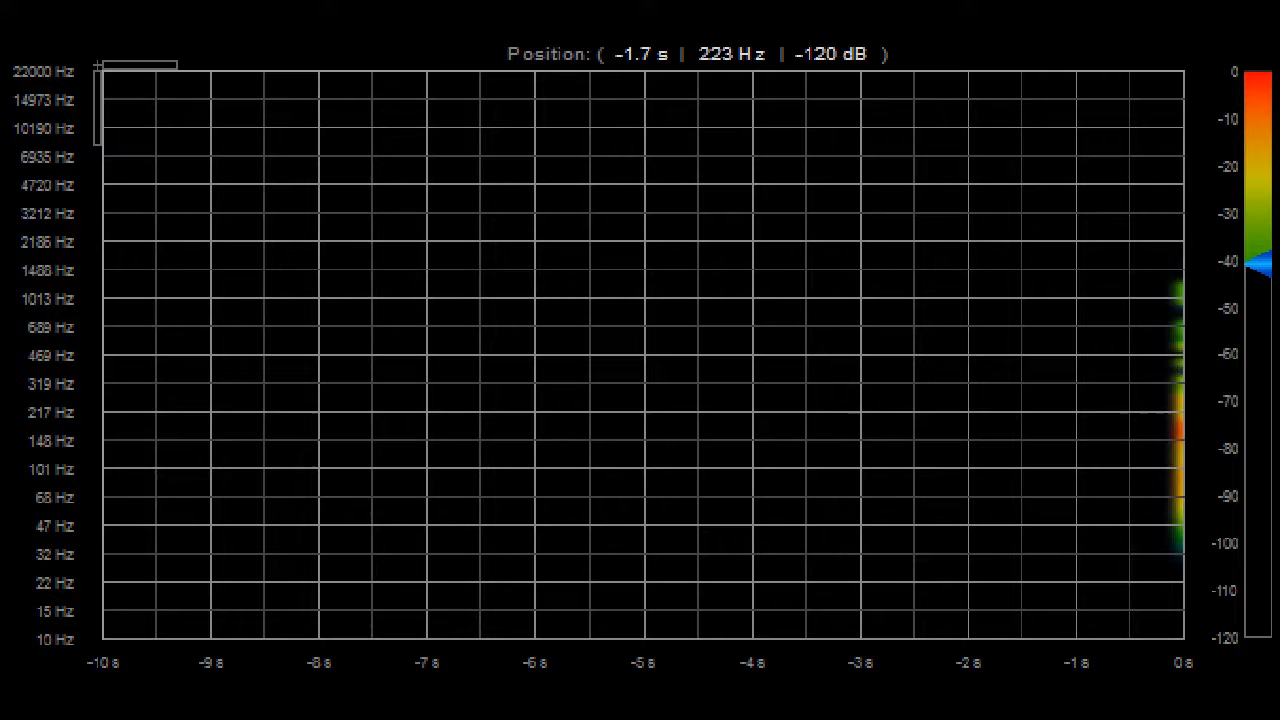 Position: ( -1.7 s | 223 Hz | -120 dB )
22000 Hz
14973 Hz
10190 Hz
6935 Hz
4720 Hz
3212 Hz
2186 Hz
1488 Hz
1013 Hz
689 Hz
469 Hz
319 Hz
217 Hz
148 Hz
101 Hz
68 Hz
47 Hz
32 Hz
22 Hz
15 Hz
10 Hz
-10 s
-9 s
-8 s
-7 s
-6 s
-5 s
-4 s
-3 s
-2 s
-1 s
0 s
0
-10
-20
-30
-40
-50
-60
-70
-80
-90
-100
-110
-120